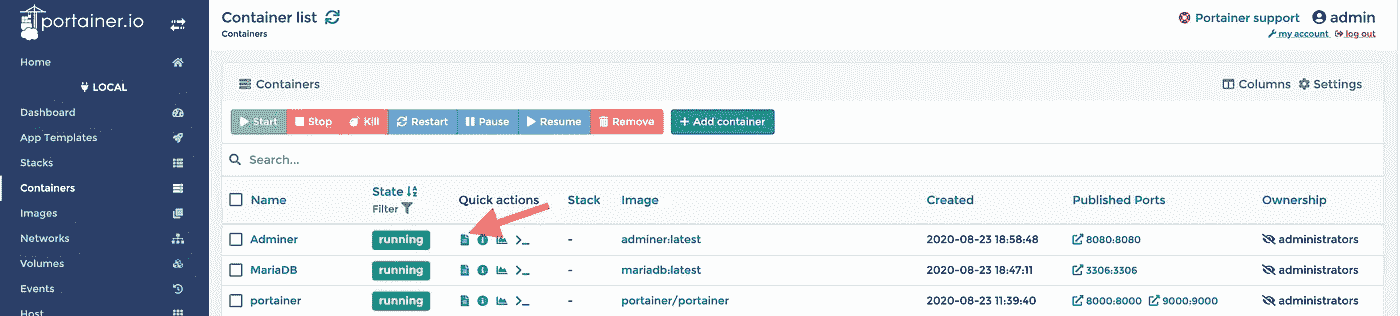 portainer.io
Home
LOCAL
Dashboard
App Templates
Stacks
Containers
Images
Networks
Volumes
Events
Host
Container list
Containers
Portainer support admin
my account log out
Containers
Columns Settings
Start Stop Kill Restart Pause Resume Remove + Add container
Search...
Name State Filter Quick actions Stack Image Created Published Ports Ownership
Adminer running >_ - adminer:latest 2020-08-23 18:58:48 8080:8080 administrators
MariaDB running >_ - mariadb:latest 2020-08-23 18:47:11 3306:3306 administrators
portainer running >_ - portainer/portainer 2020-08-23 11:39:40 8000:8000 9000:9000 administrators